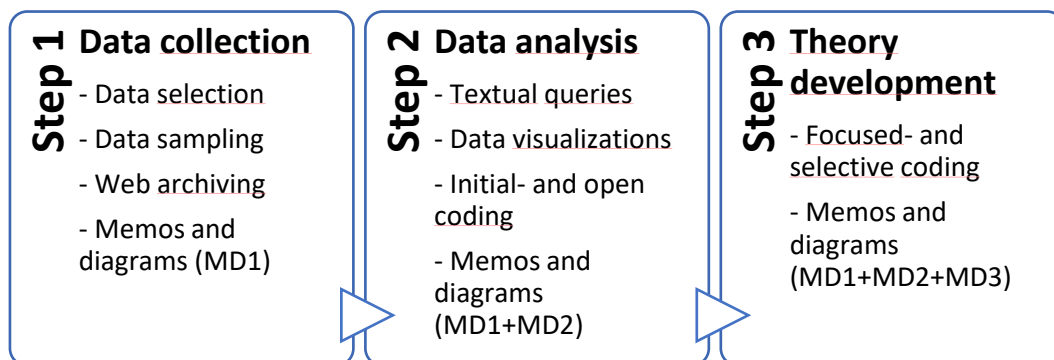 Step 1
Data collection
- Data selection
- Data sampling
- Web archiving
- Memos and
diagrams (MD1)
Step 2
Data analysis
- Textual queries
- Data visualizations
- Initial- and open
coding
- Memos and
diagrams
(MD1+MD2)
Step 3
Theory
development
- Focused- and
selective coding
- Memos and
diagrams
(MD1+MD2+MD3)